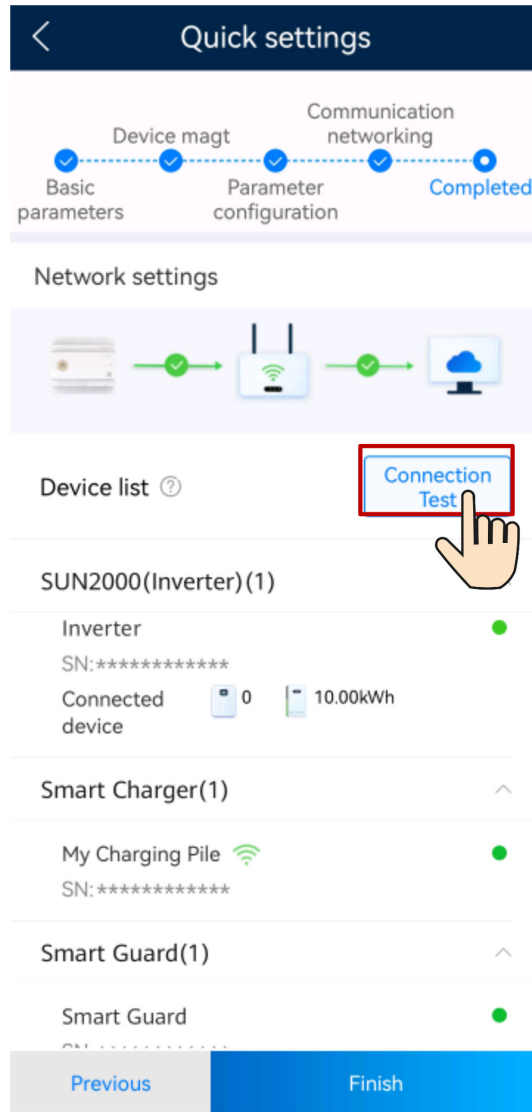 Quick settings
Communication
Device magt networking
Basic Parameter Completed
parameters configuration
Network settings
Device list ?
Connection
Test
SUN2000(Inverter)(1)
Inverter
SN:************
Connected 0 10.00kWh
device
Smart Charger(1)
My Charging Pile
SN:************
Smart Guard(1)
Smart Guard
Previous Finish